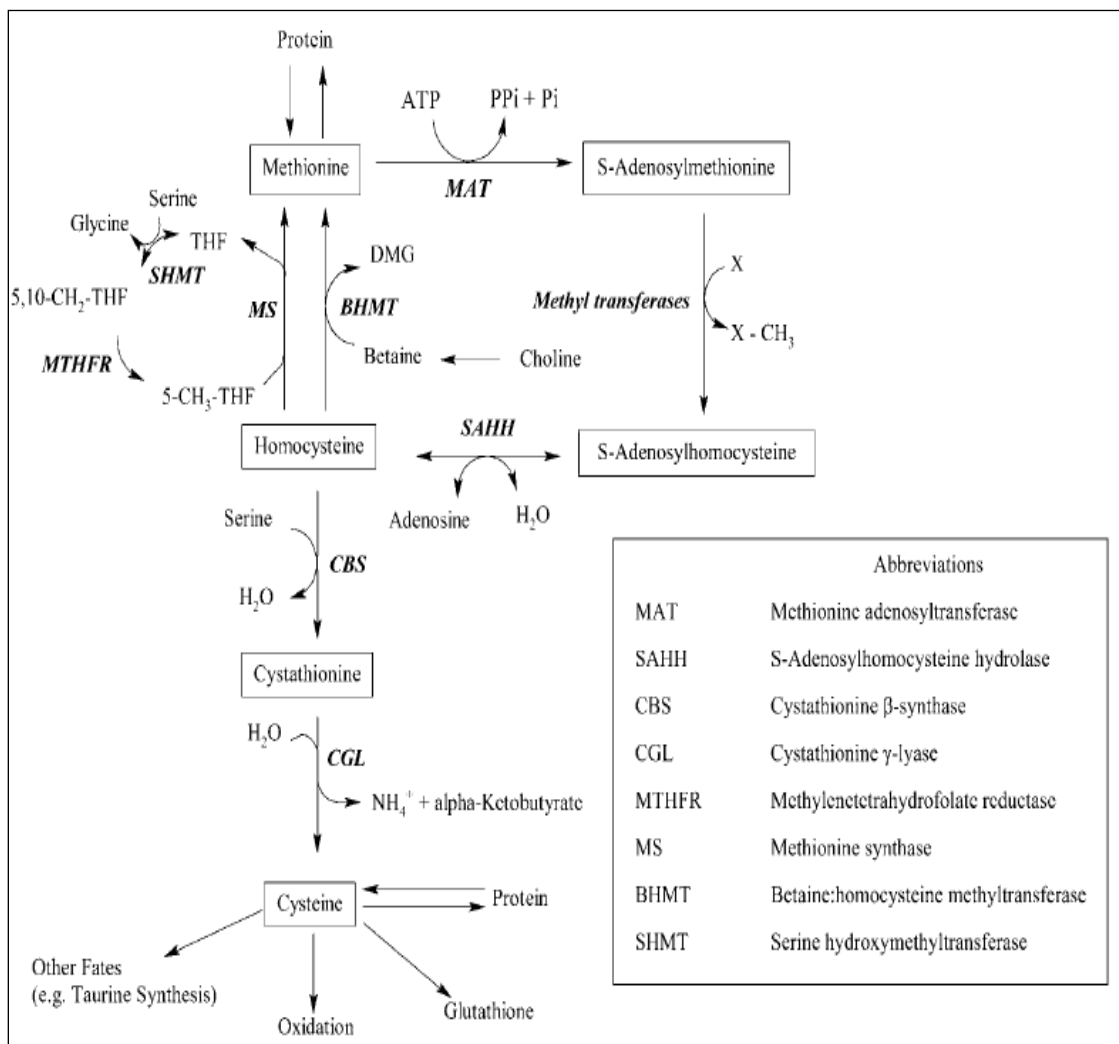 Protein
ATP
PPi + Pi
Methionine
MAT
S-Adenosylmethionine
Serine
Glycine
THF
SHMT
5,10-CH₂-THF
MS
BHMT
DMG
Methyl transferases
X
X - CH₃
MTHFR
5-CH₃-THF
Betaine
Choline
Homocysteine
SAHH
S-Adenosylhomocysteine
Adenosine
H₂O
Serine
CBS
H₂O
Cystathionine
H₂O
CGL
NH₄⁺ + alpha-Ketobutyrate
Cysteine
Protein
Other Fates
(e.g. Taurine Synthesis)
Oxidation
Glutathione
Abbreviations
MAT Methionine adenosyltransferase
SAHH S-Adenosylhomocysteine hydrolase
CBS Cystathionine β-synthase
CGL Cystathionine γ-lyase
MTHFR Methylenetetrahydrofolate reductase
MS Methionine synthase
BHMT Betaine:homocysteine methyltransferase
SHMT Serine hydroxymethyltransferase